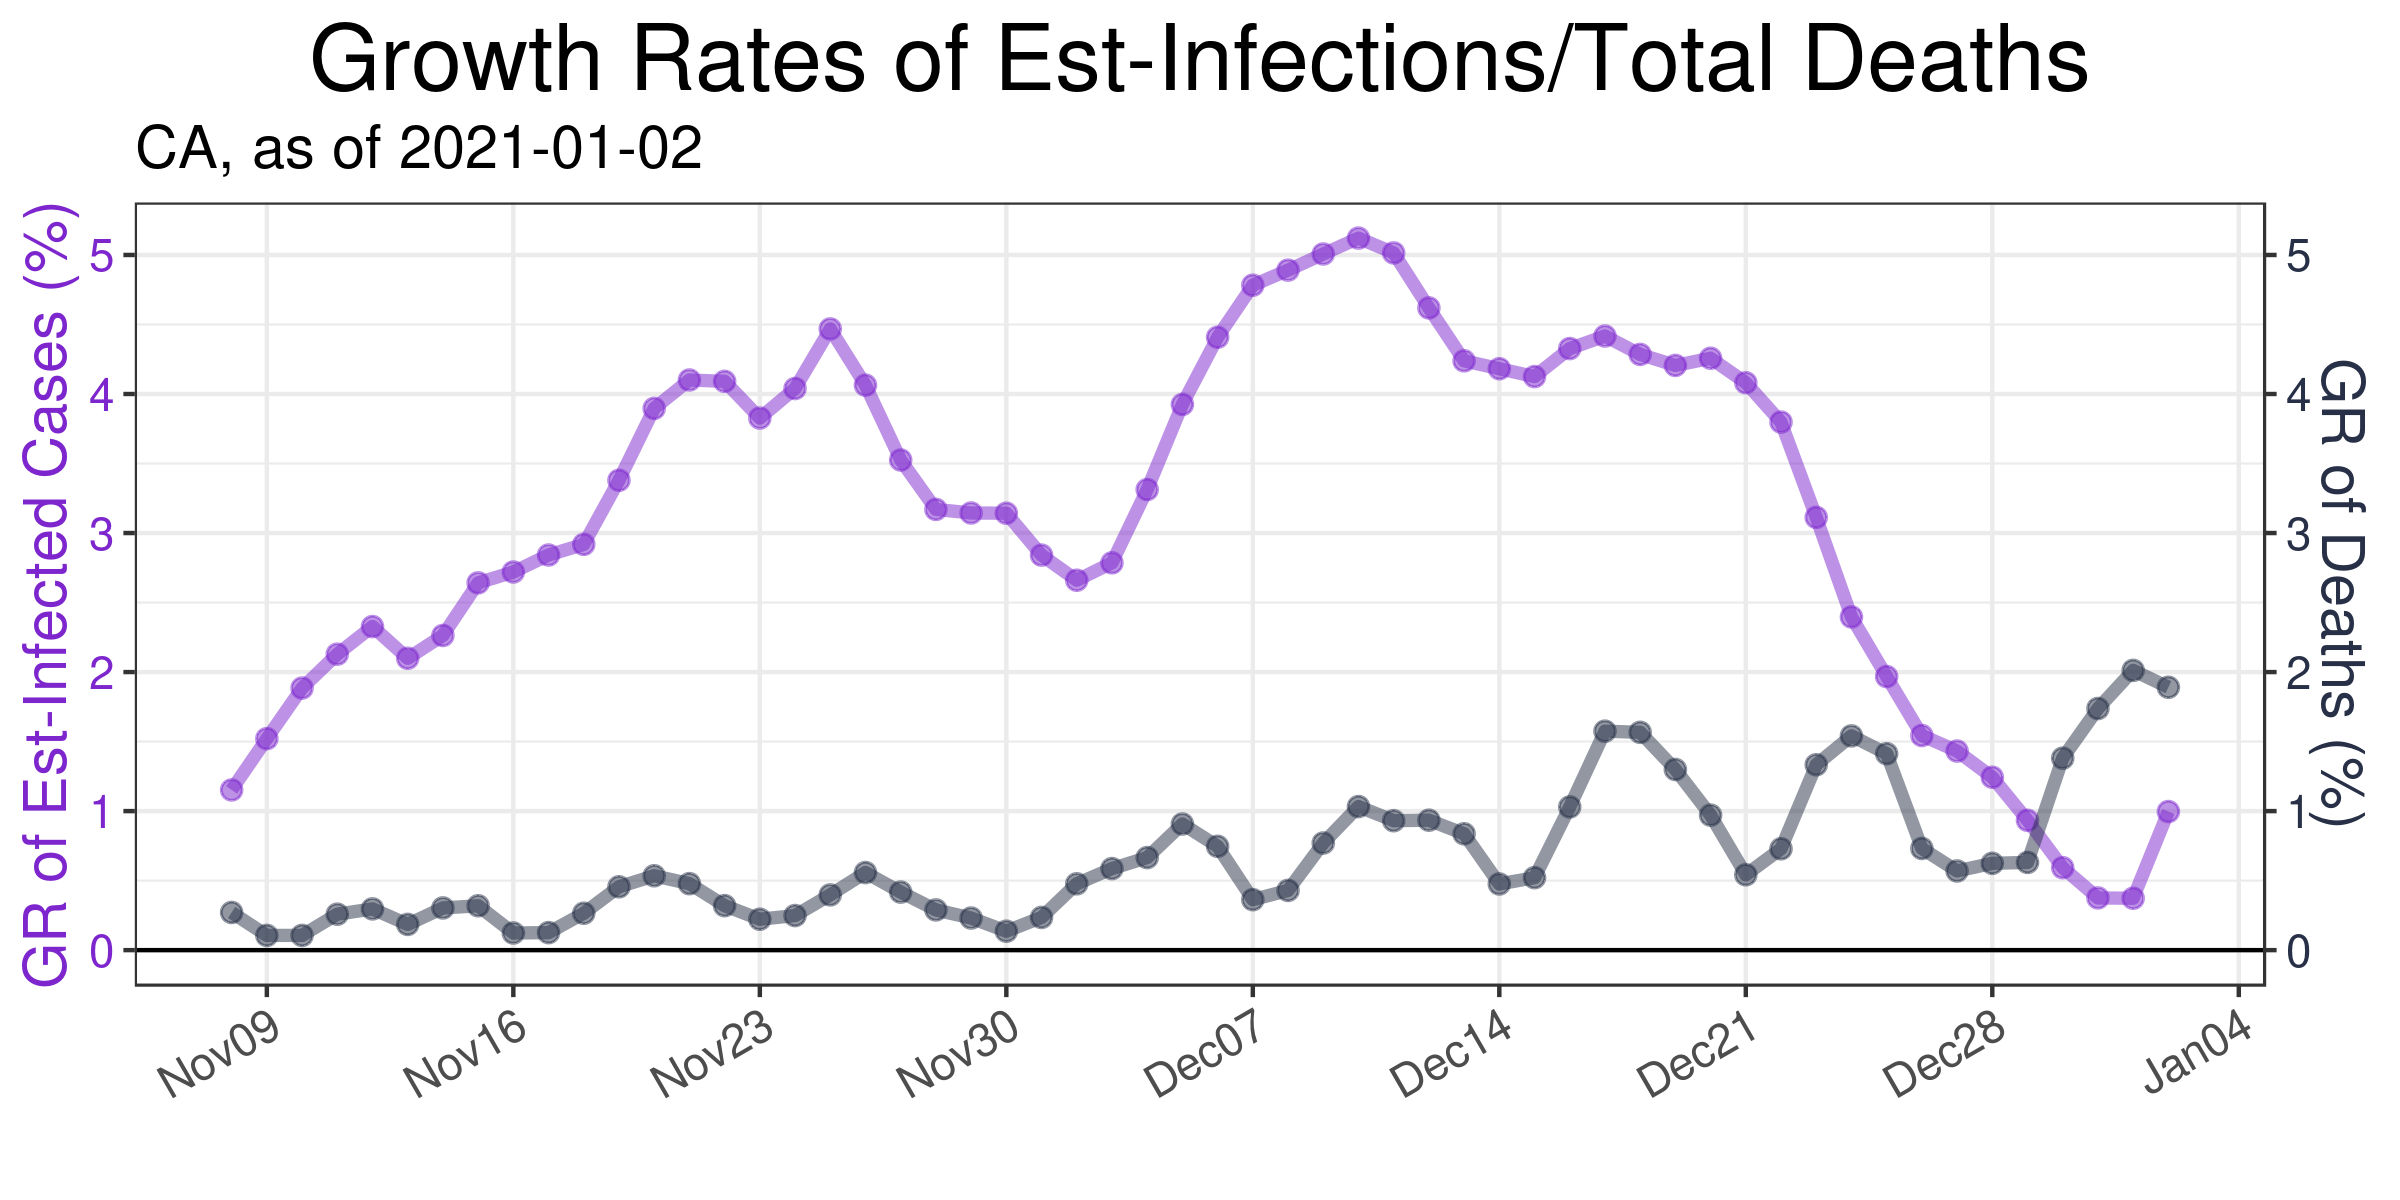 Growth Rates of Est-Infections/Total Deaths
CA, as of 2021-01-02
GR of Est-Infected Cases (%)
5
4
3
2
1
0
5
4
3
2
1
0
GR of Deaths (%)
Nov09
Nov16
Nov23
Nov30
Dec07
Dec14
Dec21
Dec28
Jan04